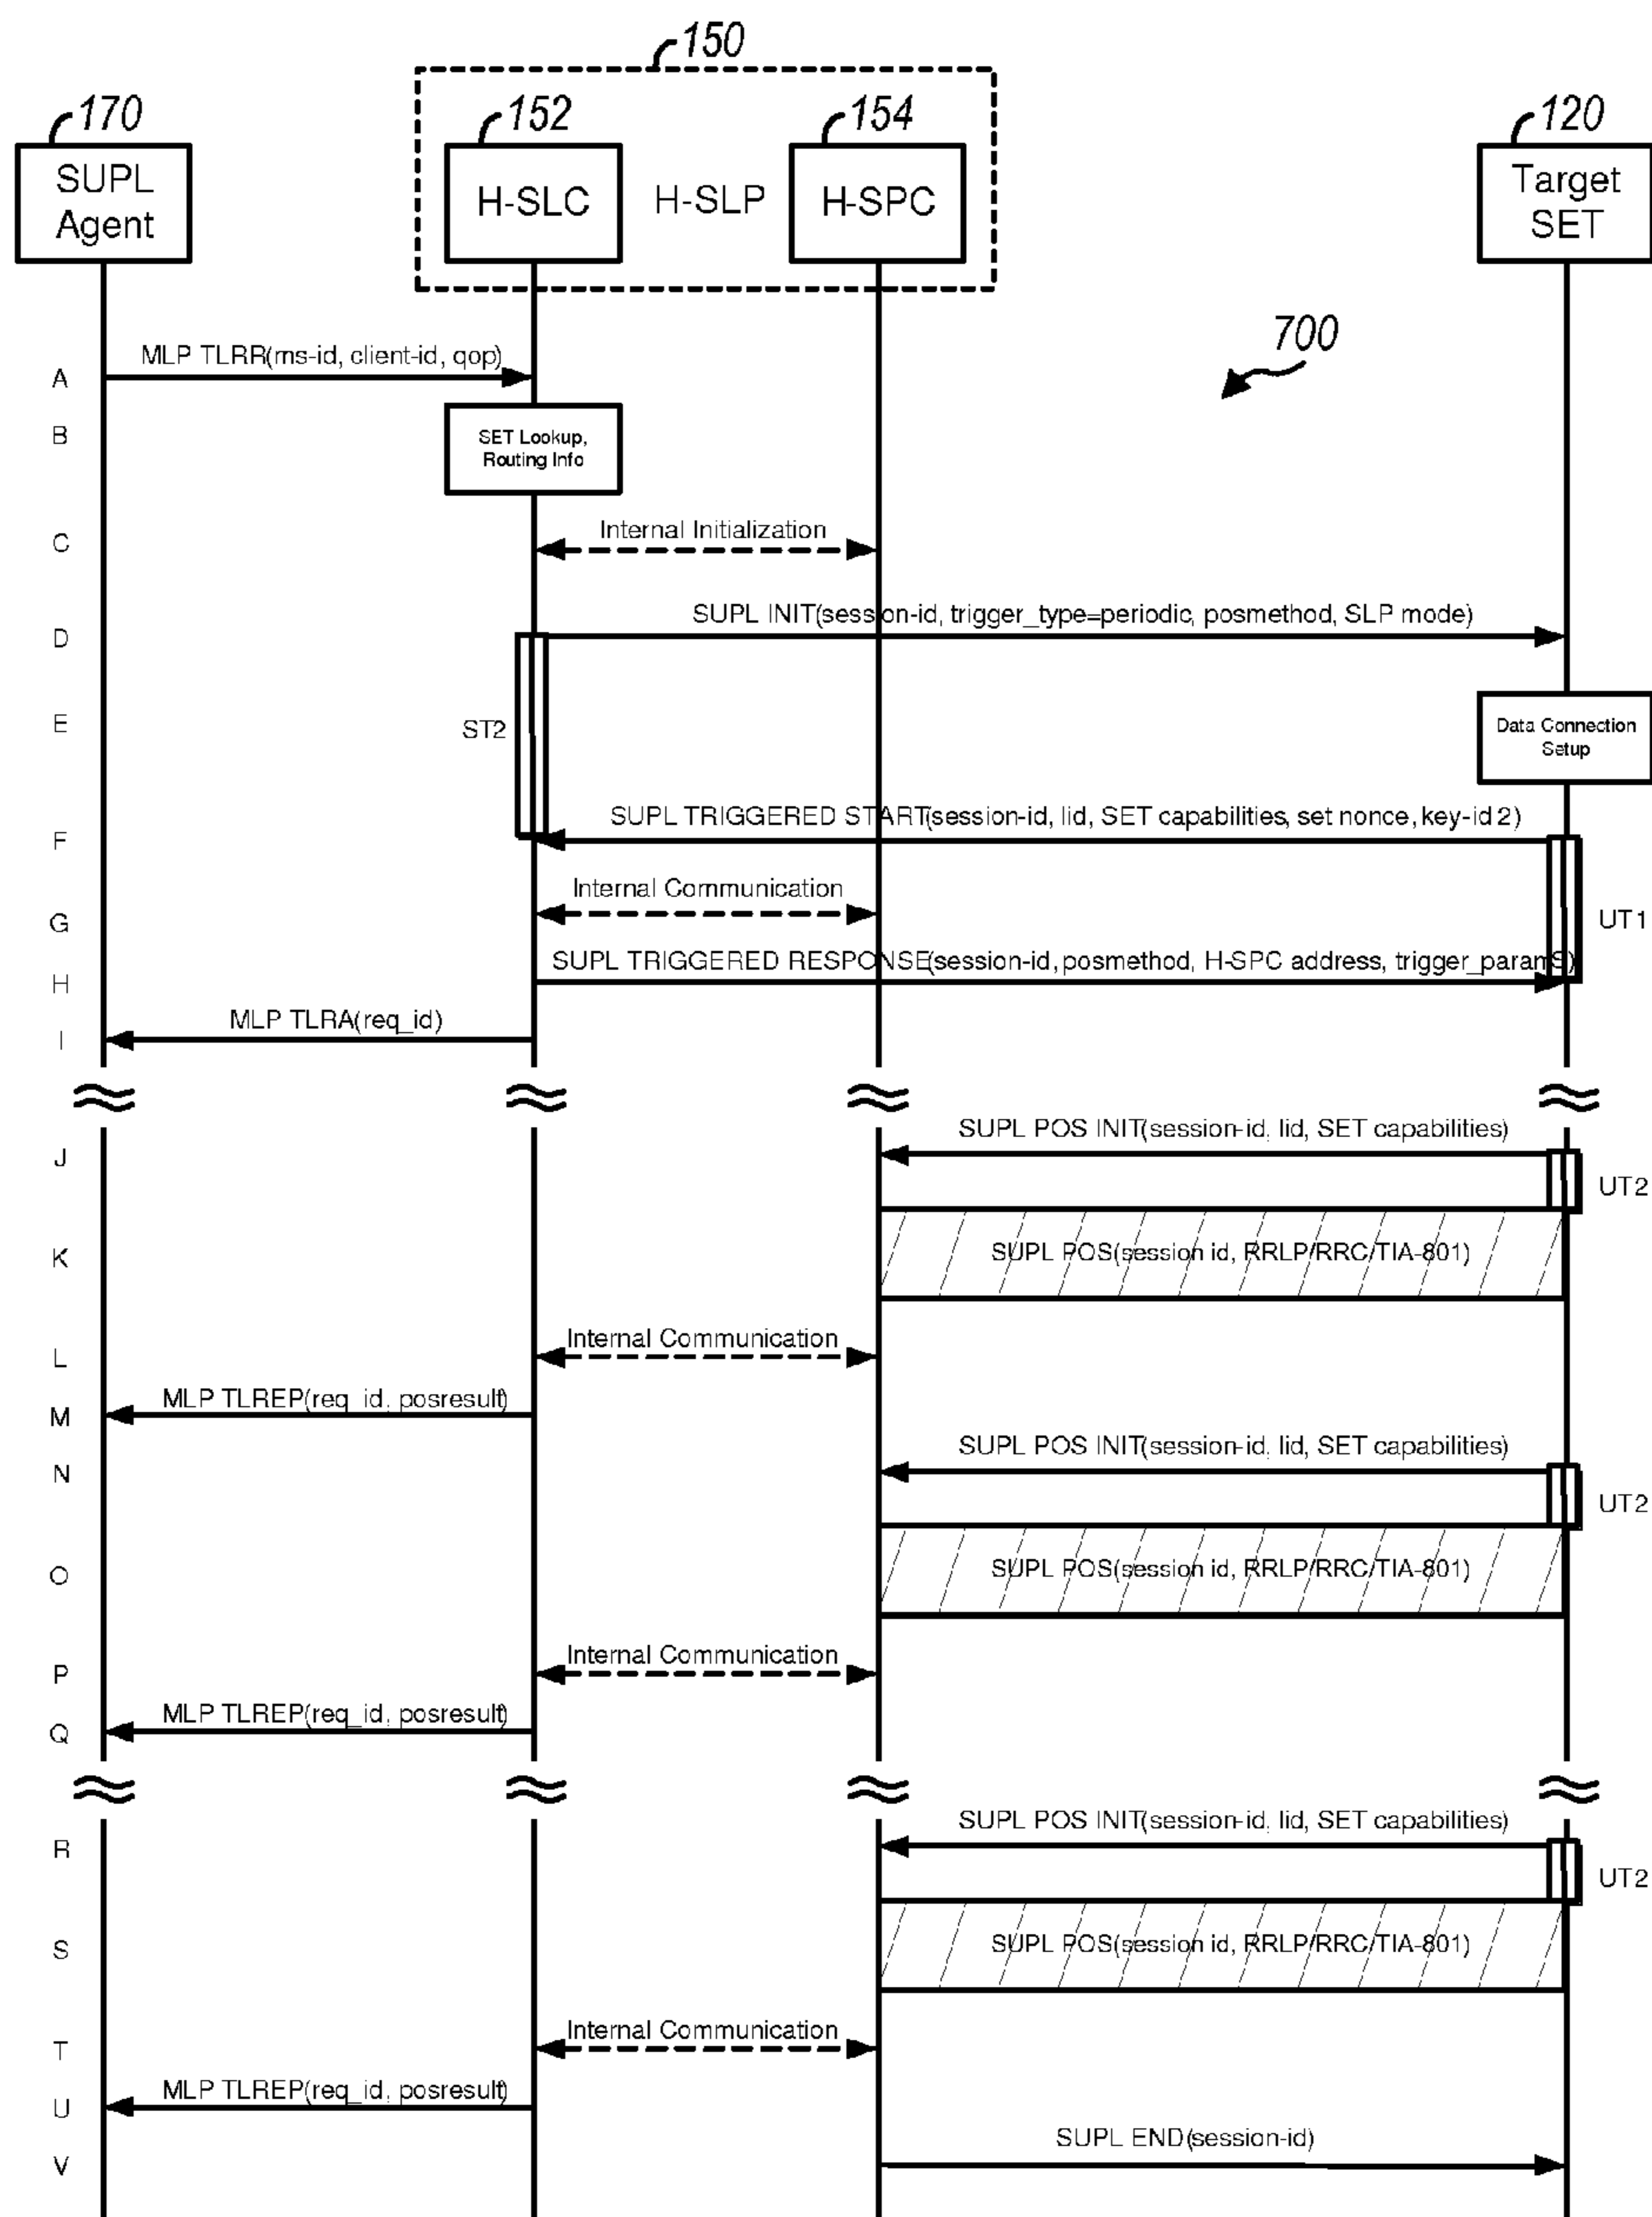 150
170
152
154
120
SUPL
Agent
H-SLC
H-SLP
H-SPC
Target
SET
700
MLP TLRR(ms-id, client-id, qop)
A
B
SET Lookup,
Routing Info
C
Internal Initialization
SUPL INIT(session-id, trigger_type=periodic, posmethod, SLP mode)
D
E
ST2
Data Connection
Setup
SUPL TRIGGERED START(session-id, lid, SET capabilities, set nonce, key-id 2)
F
Internal Communication
G
UT1
SUPL TRIGGERED RESPONSE(session-id, posmethod, H-SPC address, trigger_params)
H
MLP TLRA(req_id)
I
SUPL POS INIT(session-id, lid, SET capabilities)
J
UT2
K
SUPL POS(session id, RRLP/RRC/TIA-801)
Internal Communication
L
MLP TLREP(req_id, posresult)
M
SUPL POS INIT(session-id, lid, SET capabilities)
N
UT2
O
SUPL POS(session id, RRLP/RRC/TIA-801)
Internal Communication
P
MLP TLREP(req_id, posresult)
Q
SUPL POS INIT(session-id, lid, SET capabilities)
R
UT2
S
SUPL POS(session id, RRLP/RRC/TIA-801)
Internal Communication
T
MLP TLREP(req_id, posresult)
U
SUPL END(session-id)
V